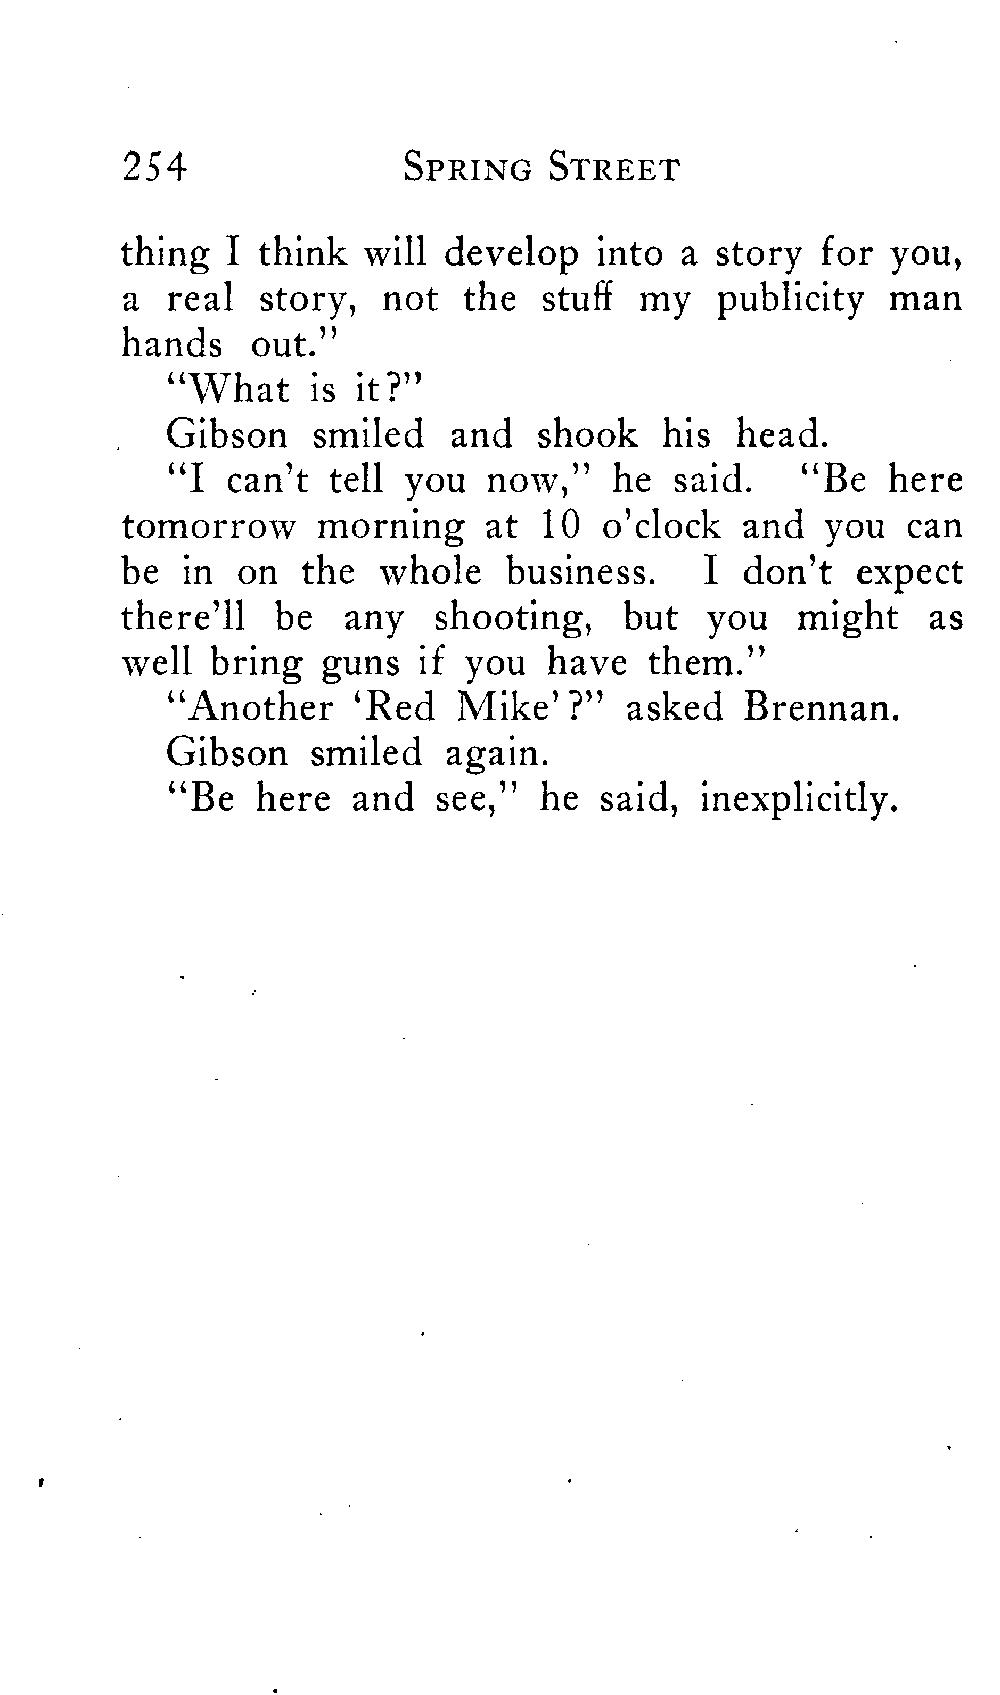 254 SPRING STREET
thing I think will develop into a story for you,
a real story, not the stuff my publicity man
hands out."
"What is it?"
Gibson smiled and shook his head.
"I can't tell you now," he said. "Be here
tomorrow morning at 10 o'clock and you can
be in on the whole business. I don't expect
there'll be any shooting, but you might as
well bring guns if you have them."
"Another 'Red Mike'?" asked Brennan.
Gibson smiled again.
"Be here and see," he said, inexplicitly.